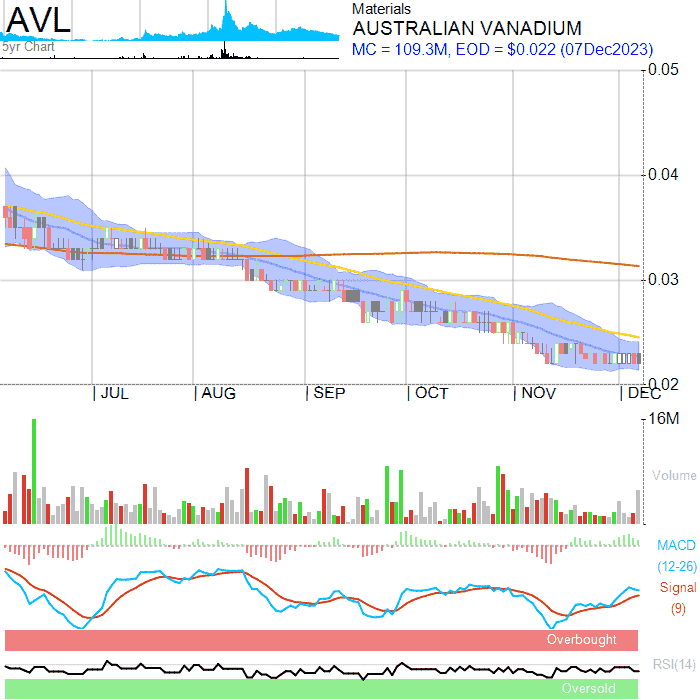 AVL
5yr Chart
Materials
AUSTRALIAN VANADIUM
MC = 109.3M, EOD = $0.022 (07Dec2023)
0.05
0.04
0.03
0.02
JUL AUG SEP OCT NOV DEC
16M
Volume
MACD
(12-26)
Signal
(9)
Overbought
RSI(14)
Oversold